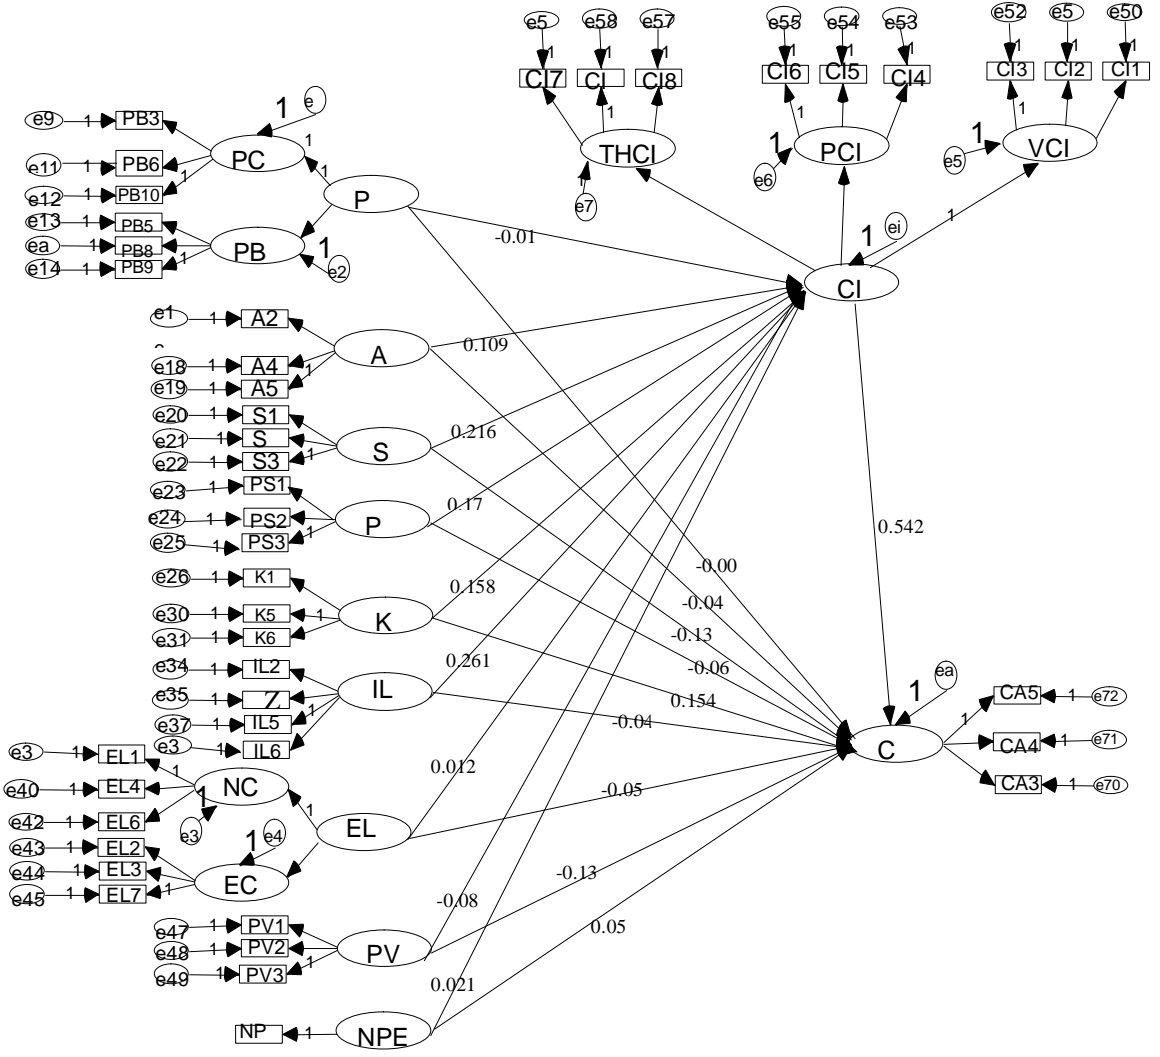 e5 e58 e57 e55 e54 e53 e52 e5 e50
1 1 1 1 1 1 1 1 1
CI7 CI CI8 CI6 CI5 CI4 CI3 CI2 CI1
1 1 1
THCI PCI VCI
1 e6 1 e5
1 e7
e9 1 PB3 1 e
PC 1
e11 1 PB6
e12 1 PB10 1
1 P
e13 1 PB5
ea 1 PB8 PB 1
e14 1 PB9 1 e2
-0.01
1 ei
1
CI
e1 1 A2
A 0.109
e18 1 A4
e19 1 A5 1
e20 1 S1
e21 1 S S 0.216
e22 1 S3 1
e23 1 PS1
e24 1 PS2 P 0.17
e25 1 PS3 1
0.542
-0.00
e26 1 K1
K 0.158
e30 1 K5 1
e31 1 K6
-0.04
-0.13
-0.06
e34 1 IL2
IL 0.261
e35 1 Z
e37 1 IL5 1
e3 1 IL6
0.154
-0.04
1 ea
C
1 CA5 1 e72
CA4 1 e71
CA3 1 e70
e3 1 EL1
1 NC
e40 1 EL4 1
e42 1 EL6 e3
1 EL 0.012
-0.05
e43 1 EL2 1 e4
e44 1 EL3 EC
e45 1 EL7 1
-0.13
-0.08
0.05
e47 1 PV1
e48 1 PV2 PV
e49 1 PV3 1
0.021
NP 1 NPE